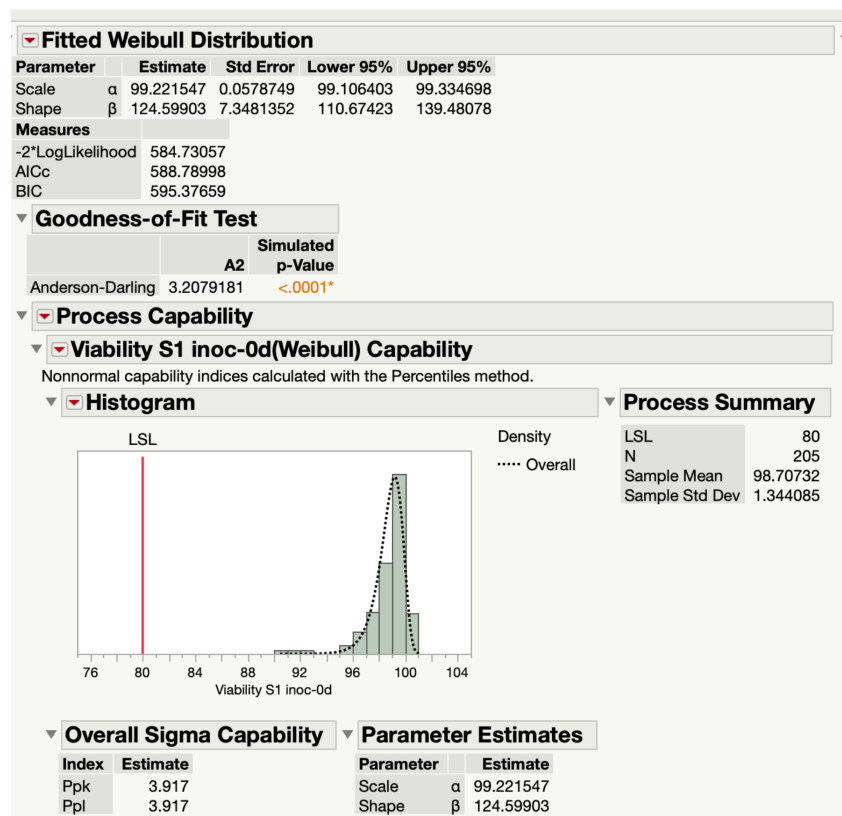 Fitted Weibull Distribution
Parameter Estimate Std Error Lower 95% Upper 95%
Scale α 99.221547 0.0578749 99.106403 99.334698
Shape β 124.59903 7.3481352 110.67423 139.48078
Measures
-2*LogLikelihood 584.73057
AICc 588.78998
BIC 595.37659
Goodness-of-Fit Test
A2 Simulated p-Value
Anderson-Darling 3.2079181 <.0001*
Process Capability
Viability S1 inoc-0d(Weibull) Capability
Nonnormal capability indices calculated with the Percentiles method.
Histogram
LSL
76 80 84 88 92 96 100 104
Viability S1 inoc-0d
Density
Overall
Process Summary
LSL 80
N 205
Sample Mean 98.70732
Sample Std Dev 1.344085
Overall Sigma Capability
Index Estimate
Ppk 3.917
Ppl 3.917
Parameter Estimates
Parameter Estimate
Scale α 99.221547
Shape β 124.59903